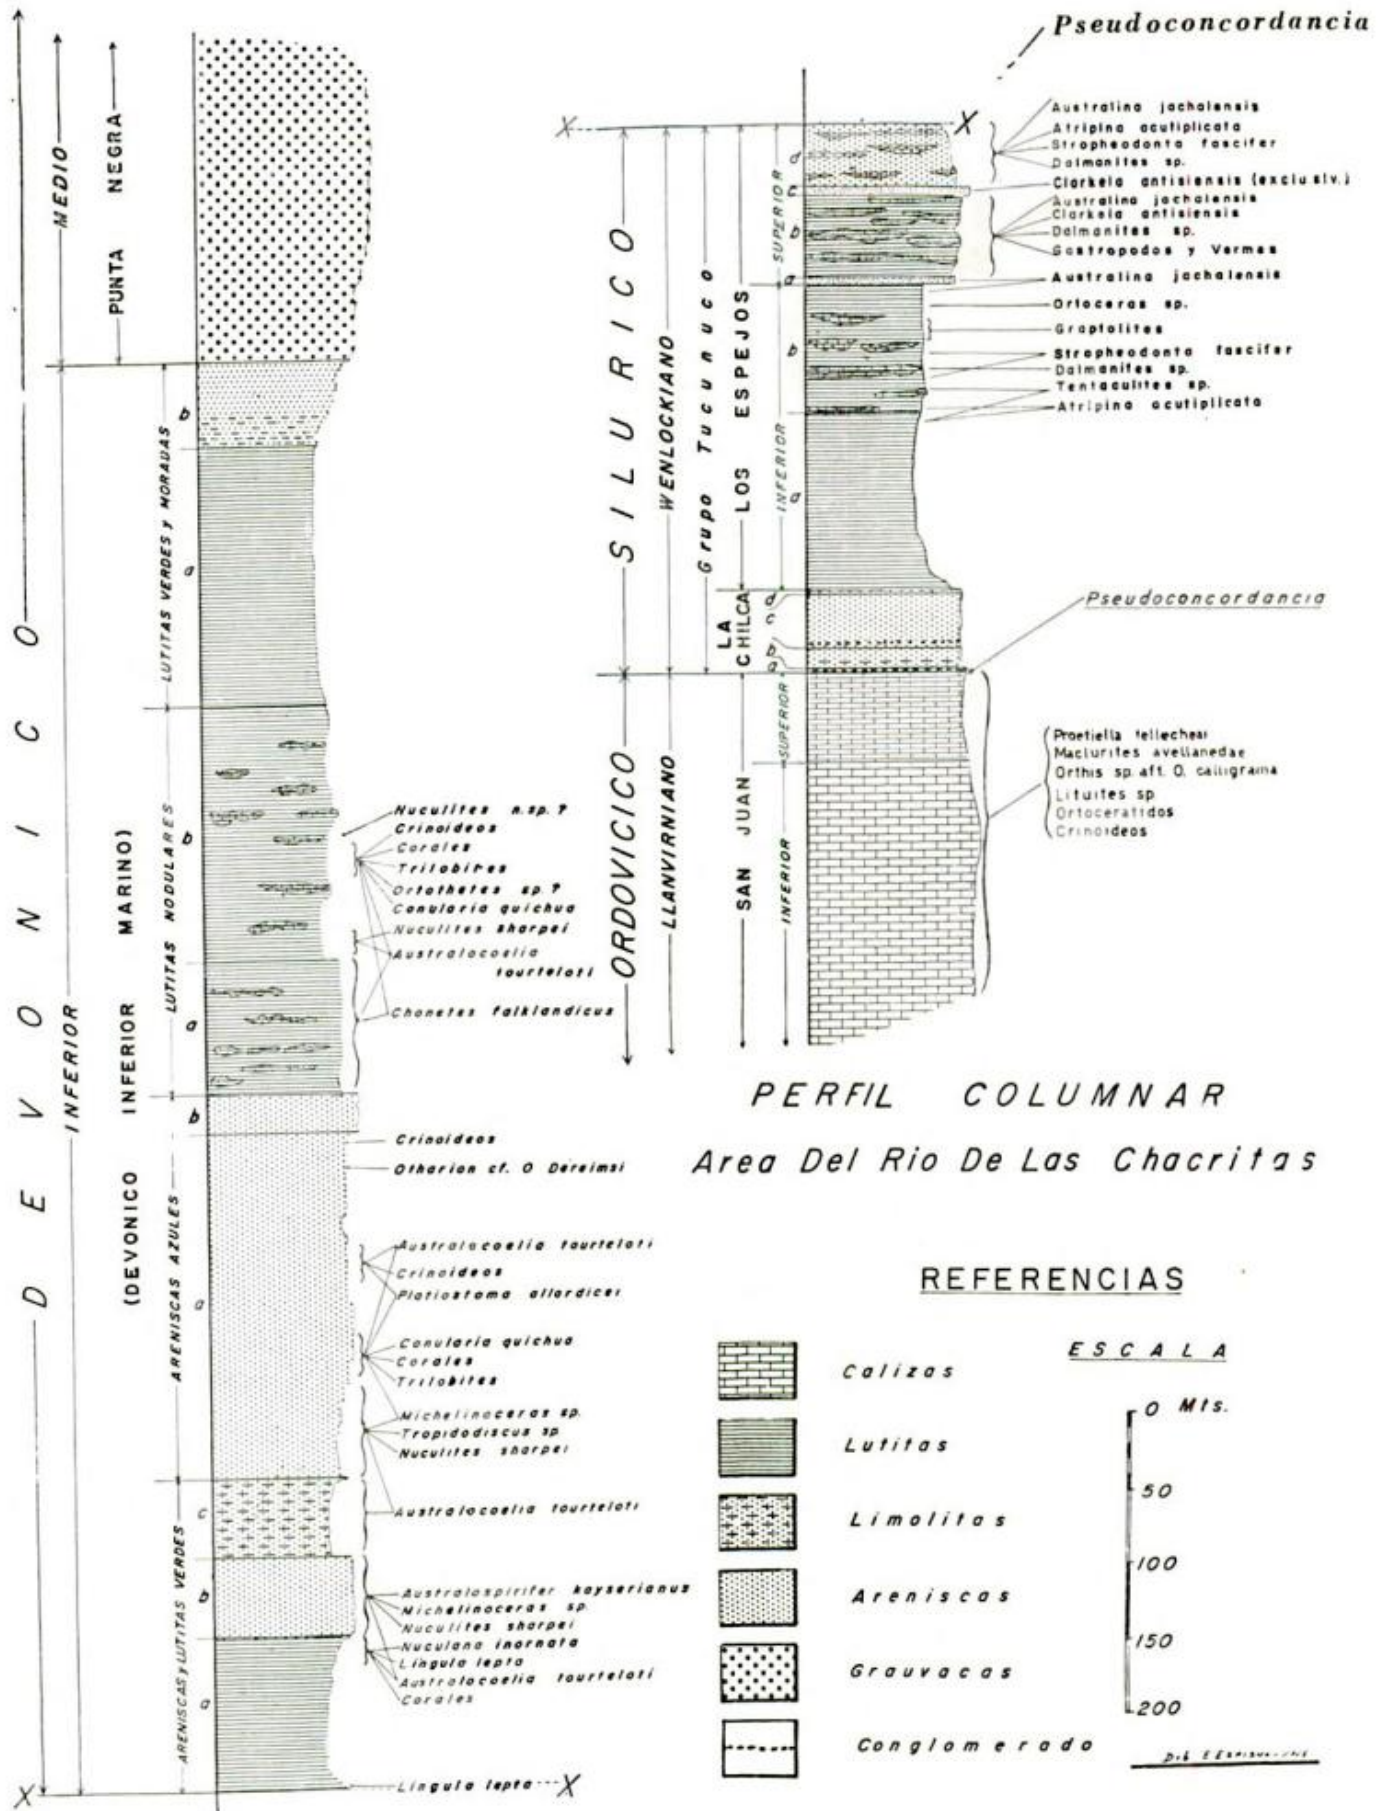 DEVONICO
MEDIO
INFERIOR
PUNTA NEGRA
(DEVONICO INFERIOR MARINO)
LUTITAS VERDES y MORADAS
b
a
LUTITAS NODULARES
b
a
ARENISCAS AZULES
b
a
ARENISCAS y LUTITAS VERDES
c
b
a
Nuculites n.sp.?
Crinoideos
Corales
Trilobites
Ortothetes sp.?
Conularia quichua
Nuculites sharpei
Australocoelia
tourteloti
Chonetes falklandicus
Crinoideos
Otharion cf. O Dereimsi
Australocoelia tourteloti
Crinoideos
Platiostoma allardicei
Conularia quichua
Corales
Trilobites
Michelinoceras sp.
Tropidodiscus sp
Nuculites sharpei
Australocoelia tourteloti
Australospirifer kayserianus
Michelinoceras sp.
Nuculites sharpei
Nuculana inornata
Lingula lepta
Australocoelia tourteloti
Corales
X
Lingula lepta---X
Pseudoconcordancia
X
X
SILURICO
WENLOCKIANO
Grupo Tucunuco
LOS ESPEJOS
SUPERIOR
d
c
b
a
INFERIOR
b
a
LA
CHILCA
d
c
b
a
ORDOVICICO
LLANVIRNIANO
SAN JUAN
SUPERIOR
INFERIOR
Australina jachalensis
Atripina acutiplicata
Stropheodonta fascifer
Dalmanites sp.
Clarkela antisiensis (exclusiv.)
Australina jachalensis
Clarkela antisiensis
Dalmanites sp.
Gastropodos y Vermes
Australina jachalensis
Ortoceras sp.
Graptolites
Stropheodonta fascifer
Dalmanites sp.
Tentaculites sp.
Atripina acutiplicata
Pseudoconcordancia
Proetiella tellecheai
Maclurites avellanedae
Orthis sp. aft. O. calligrama
Lituites sp
Ortoceratidos
Crinoideos
PERFIL COLUMNAR
Area Del Rio De Las Chacritas
REFERENCIAS
Calizas
Lutitas
Limolitas
Areniscas
Grauvacas
Conglomerado
ESCALA
0 Mts.
50
100
150
200
Dib